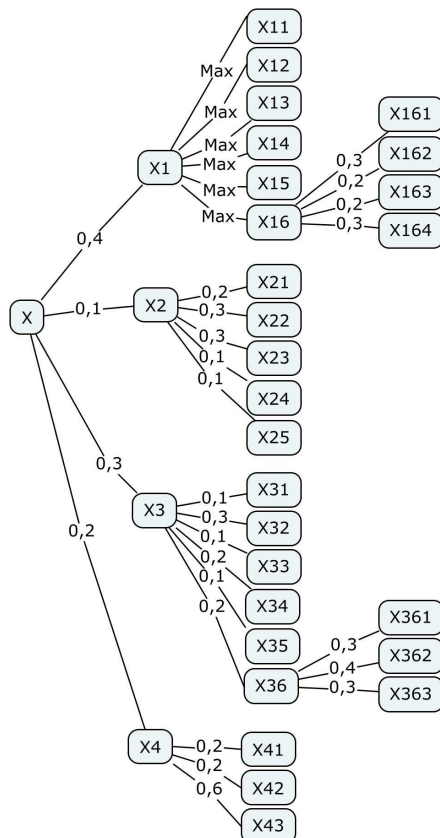 X11
Max
X12
Max
X13
Max
X14
Max
X1
X15
Max
X16
Max
X161
0,3
X162
0,2
X163
0,2
X164
0,3
0,4
X
0,1
X2
X21
0,2
X22
0,3
X23
0,3
X24
0,1
X25
0,1
0,3
X3
X31
0,1
X32
0,3
X33
0,1
X34
0,2
X35
0,1
X36
0,2
X361
0,3
X362
0,4
X363
0,3
0,2
X4
X41
0,2
X42
0,2
X43
0,6